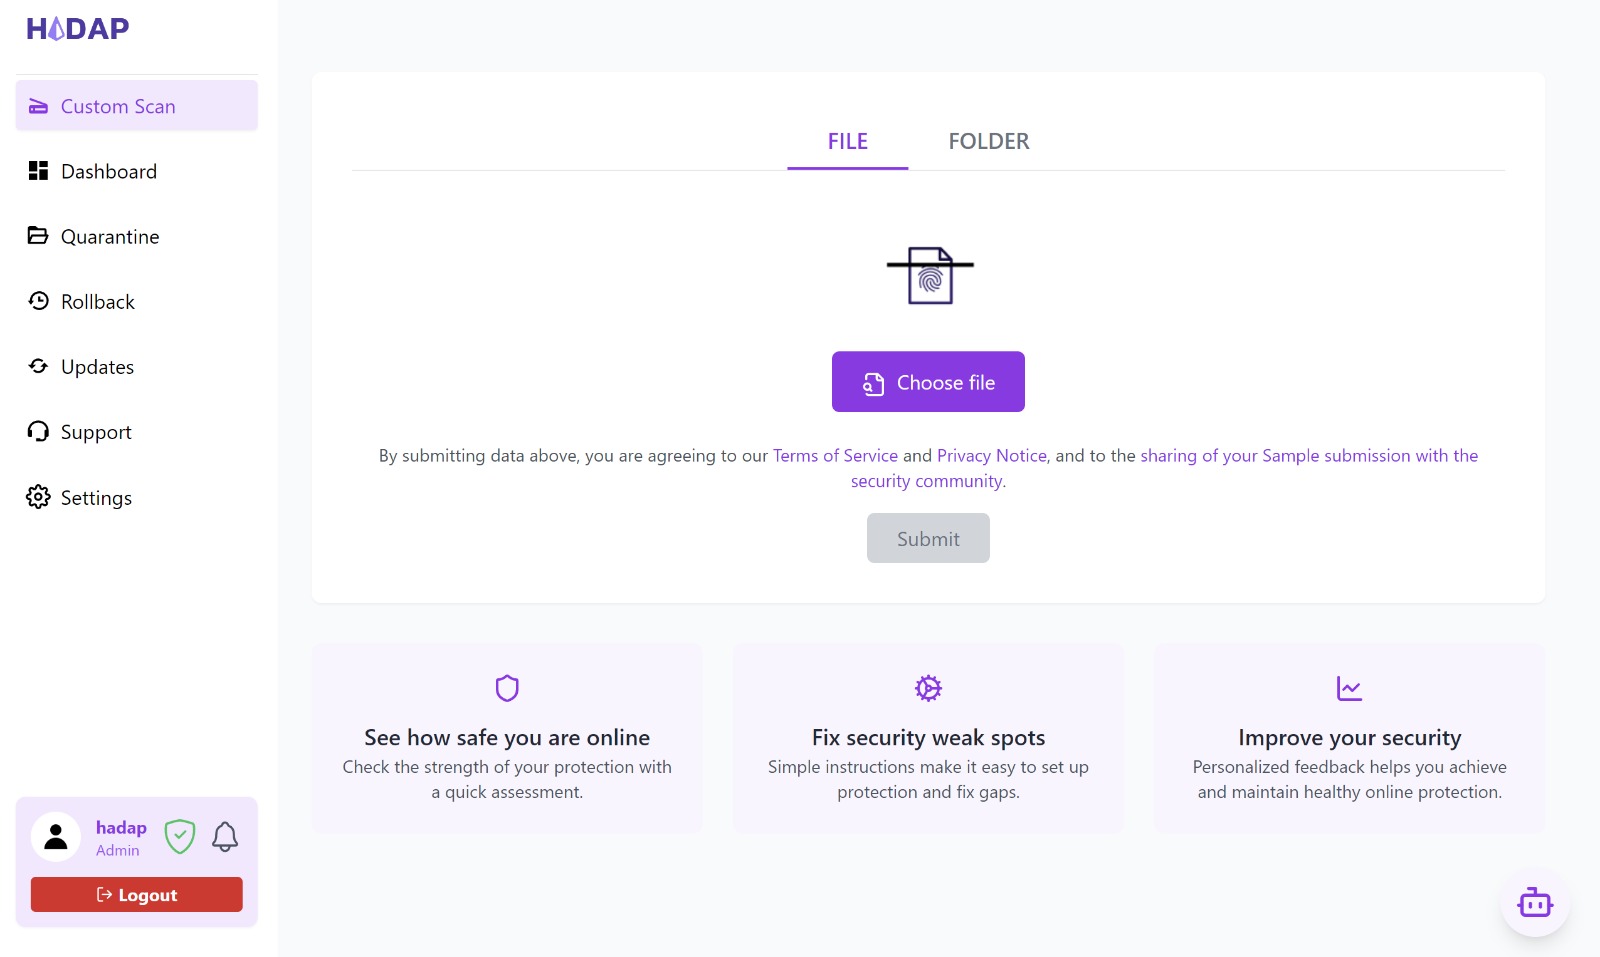 HADAP
Custom Scan
Dashboard
Quarantine
Rollback
Updates
Support
Settings
hadap
Admin
Logout
FILE
FOLDER
Choose file
By submitting data above, you are agreeing to our Terms of Service and Privacy Notice, and to the sharing of your Sample submission with the
security community.
Submit
See how safe you are online
Check the strength of your protection with
a quick assessment.
Fix security weak spots
Simple instructions make it easy to set up
protection and fix gaps.
Improve your security
Personalized feedback helps you achieve
and maintain healthy online protection.